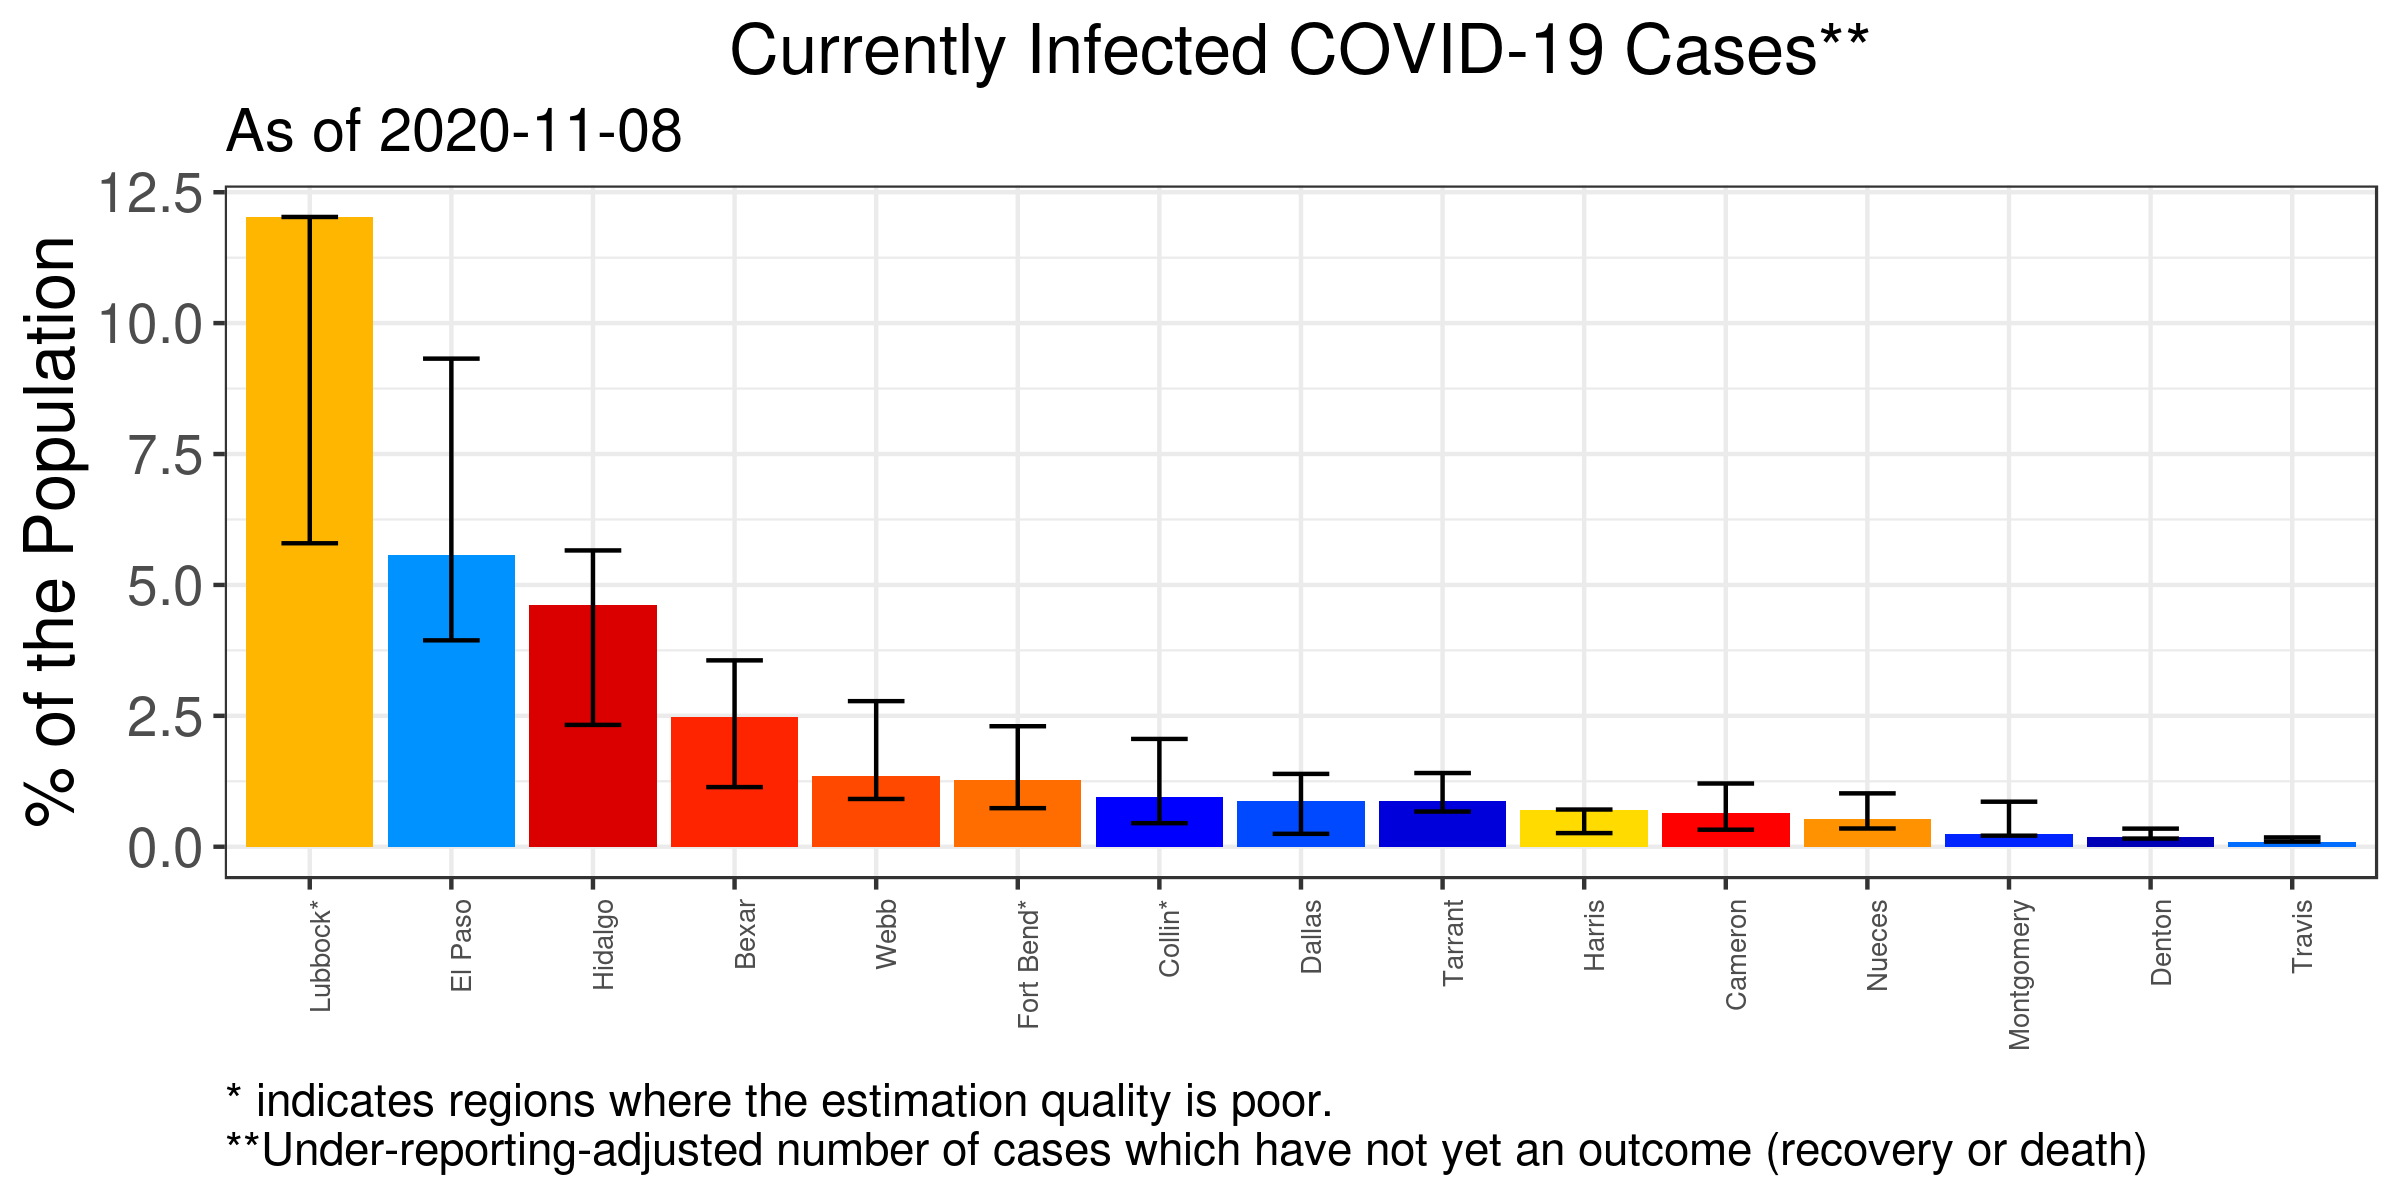 Currently Infected COVID-19 Cases**
As of 2020-11-08
% of the Population
12.5
10.0
7.5
5.0
2.5
0.0
Lubbock*
El Paso
Hidalgo
Bexar
Webb
Fort Bend*
Collin*
Dallas
Tarrant
Harris
Cameron
Nueces
Montgomery
Denton
Travis
* indicates regions where the estimation quality is poor.
**Under-reporting-adjusted number of cases which have not yet an outcome (recovery or death)